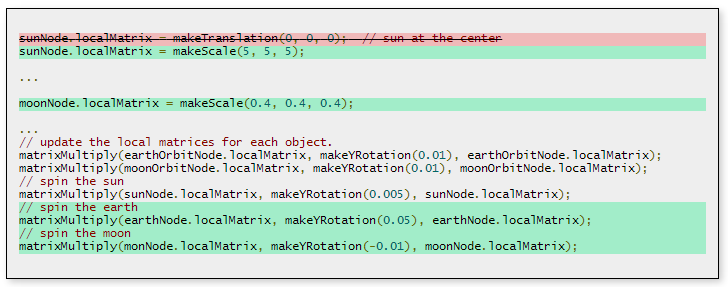 sunNode.localMatrix = makeTranslation(0, 0, 0);  // sun at the center
sunNode.localMatrix = makeScale(5, 5, 5);
...
moonNode.localMatrix = makeScale(0.4, 0.4, 0.4);
...
// update the local matrices for each object.
matrixMultiply(earthOrbitNode.localMatrix, makeYRotation(0.01), earthOrbitNode.localMatrix);
matrixMultiply(moonOrbitNode.localMatrix, makeYRotation(0.01), moonOrbitNode.localMatrix);
// spin the sun
matrixMultiply(sunNode.localMatrix, makeYRotation(0.005), sunNode.localMatrix);
// spin the earth
matrixMultiply(earthNode.localMatrix, makeYRotation(0.05), earthNode.localMatrix);
// spin the moon
matrixMultiply(monNode.localMatrix, makeYRotation(-0.01), moonNode.localMatrix);